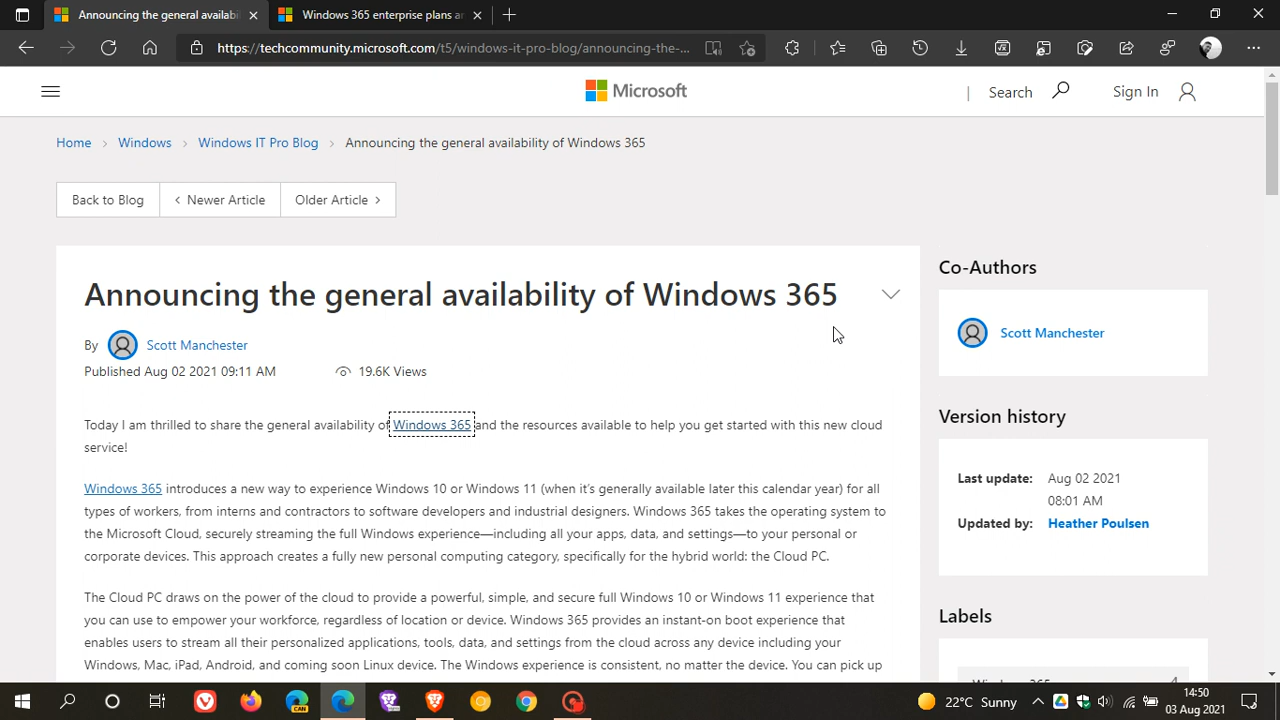 Announcing the general availabi
Windows 365 enterprise plans a
https://techcommunity.microsoft.com/t5/windows-it-pro-blog/announcing-the-...
Microsoft
| Search
Sign In
Home > Windows > Windows IT Pro Blog > Announcing the general availability of Windows 365
Back to Blog
< Newer Article
Older Article >
Announcing the general availability of Windows 365
By Scott Manchester
Published Aug 02 2021 09:11 AM
19.6K Views
Today I am thrilled to share the general availability of Windows 365 and the resources available to help you get started with this new cloud
service!
Windows 365 introduces a new way to experience Windows 10 or Windows 11 (when it's generally available later this calendar year) for all
types of workers, from interns and contractors to software developers and industrial designers. Windows 365 takes the operating system to
the Microsoft Cloud, securely streaming the full Windows experience—including all your apps, data, and settings—to your personal or
corporate devices. This approach creates a fully new personal computing category, specifically for the hybrid world: the Cloud PC.
The Cloud PC draws on the power of the cloud to provide a powerful, simple, and secure full Windows 10 or Windows 11 experience that
you can use to empower your workforce, regardless of location or device. Windows 365 provides an instant-on boot experience that
enables users to stream all their personalized applications, tools, data, and settings from the cloud across any device including your
Windows, Mac, iPad, Android, and coming soon Linux device. The Windows experience is consistent, no matter the device. You can pick up
Co-Authors
Scott Manchester
Version history
Last update: Aug 02 2021
08:01 AM
Updated by: Heather Poulsen
Labels
Windows 365
CAN
22°C Sunny
14:50
03 Aug 2021